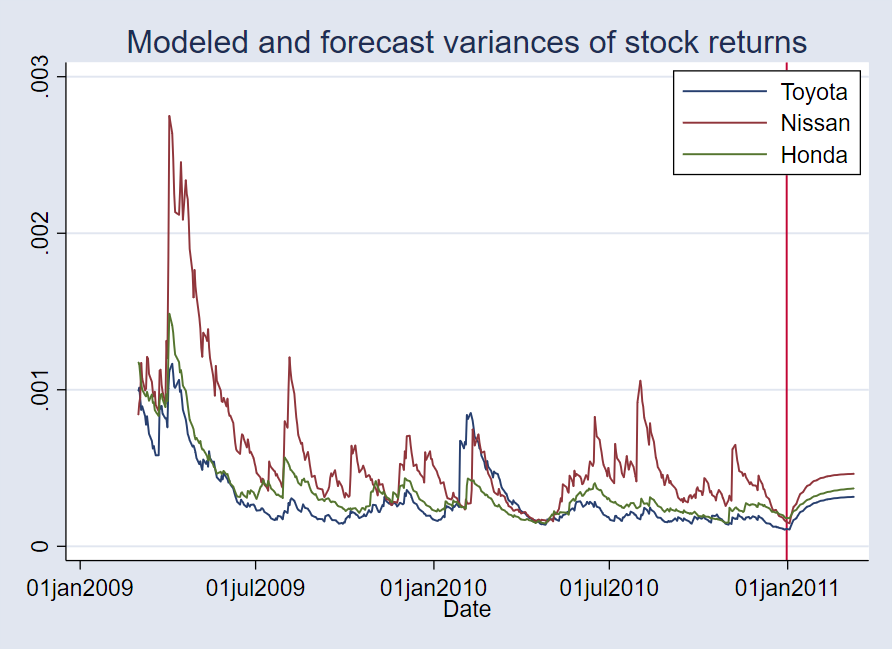 Modeled and forecast variances of stock returns
.003
.002
.001
0
Toyota
Nissan
Honda
01jan2009
01jul2009
01jan2010
01jul2010
01jan2011
Date